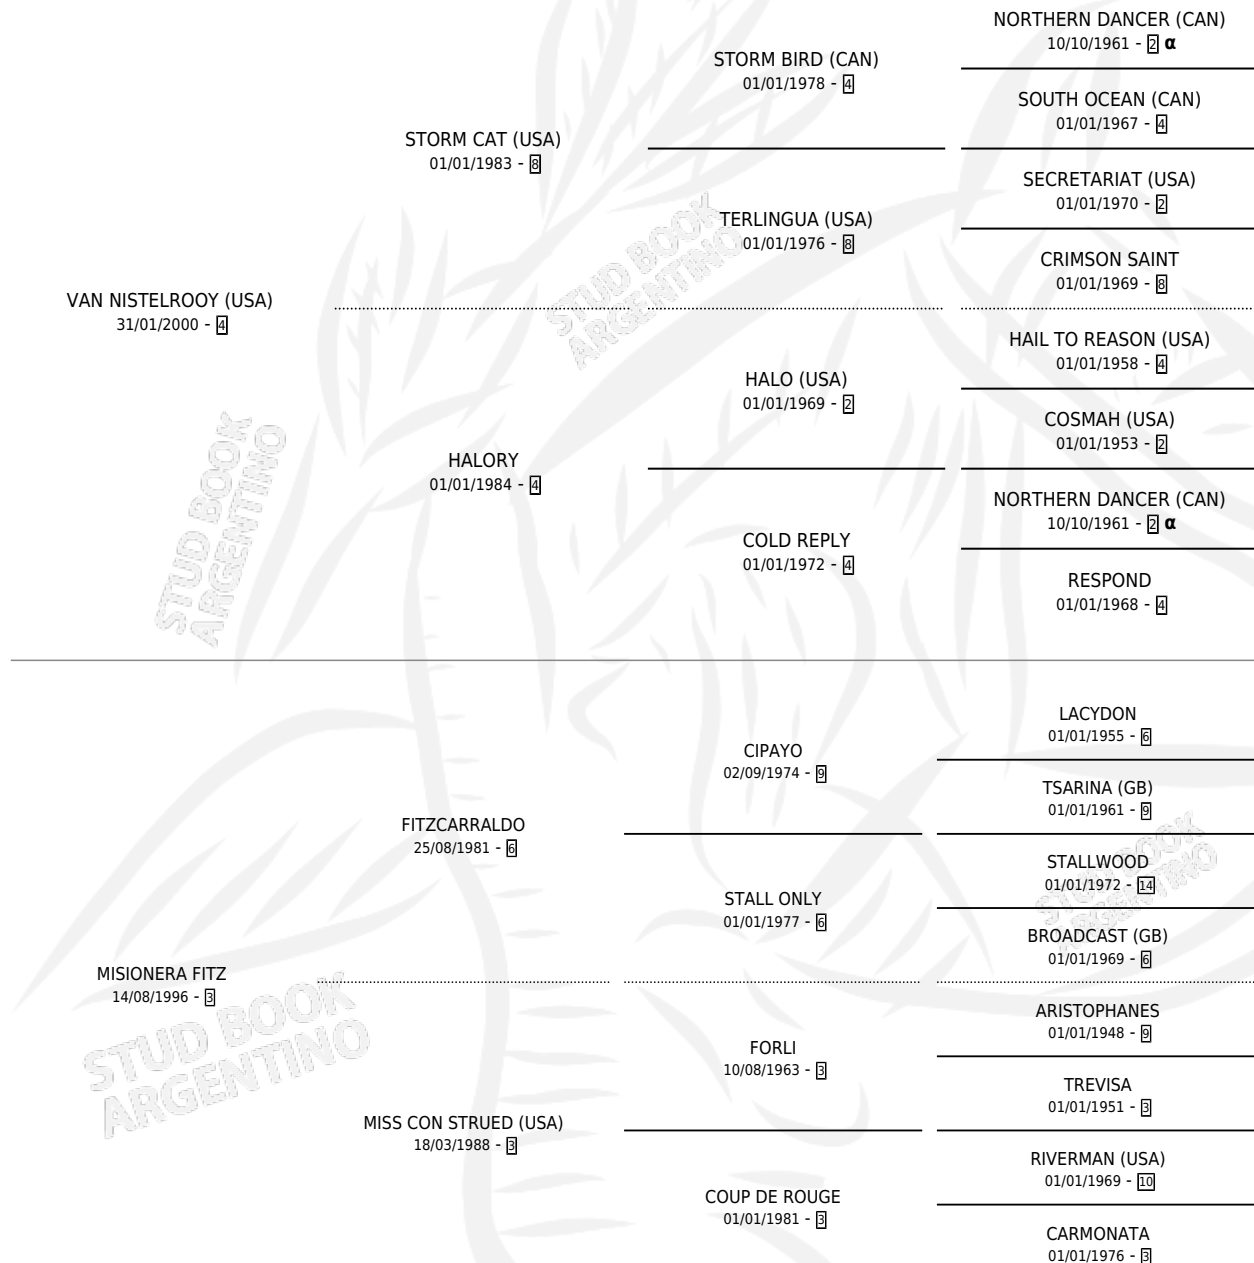 NORTHERN DANCER (CAN)
10/10/1961 - 2 α
STORM BIRD (CAN)
01/01/1978 - 4
SOUTH OCEAN (CAN)
01/01/1967 - 4
STORM CAT (USA)
01/01/1983 - 8
SECRETARIAT (USA)
01/01/1970 - 2
TERLINGUA (USA)
01/01/1976 - 8
CRIMSON SAINT
01/01/1969 - 8
VAN NISTELROOY (USA)
31/01/2000 - 4
HAIL TO REASON (USA)
01/01/1958 - 4
HALO (USA)
01/01/1969 - 2
COSMAH (USA)
01/01/1953 - 2
HALORY
01/01/1984 - 4
NORTHERN DANCER (CAN)
10/10/1961 - 2 α
COLD REPLY
01/01/1972 - 4
RESPOND
01/01/1968 - 4
LACYDON
01/01/1955 - 6
CIPAYO
02/09/1974 - 9
TSARINA (GB)
01/01/1961 - 9
FITZCARRALDO
25/08/1981 - 6
STALLWOOD
01/01/1972 - 14
STALL ONLY
01/01/1977 - 6
BROADCAST (GB)
01/01/1969 - 6
MISIONERA FITZ
14/08/1996 - 3
ARISTOPHANES
01/01/1948 - 9
FORLI
10/08/1963 - 3
TREVISA
01/01/1951 - 3
MISS CON STRUED (USA)
18/03/1988 - 3
RIVERMAN (USA)
01/01/1969 - 10
COUP DE ROUGE
01/01/1981 - 3
CARMONATA
01/01/1976 - 3
STUD BOOK
ARGENTINO
STUD BOOK
ARGENTINO
STUD BOOK
ARGENTINO
STUD BOOK
ARGENTINO